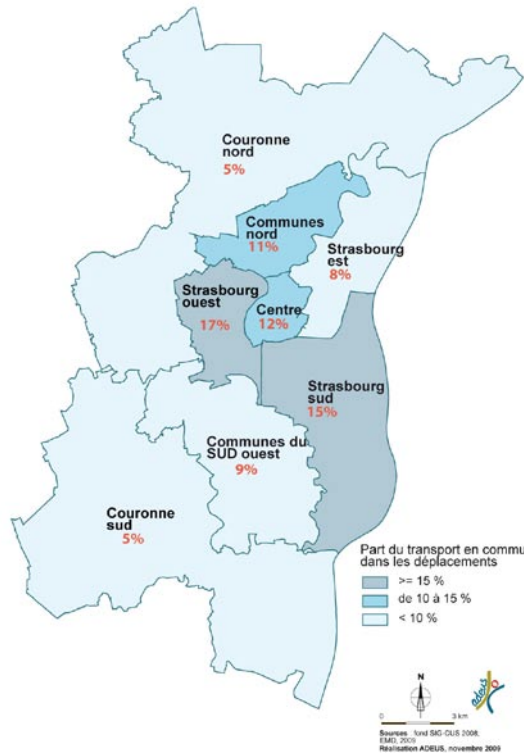 Couronne
nord
5%
Communes
nord
11%
Strasbourg
est
8%
Strasbourg
ouest
17%
Centre
12%
Strasbourg
sud
15%
Communes du
SUD ouest
9%
Couronne
sud
5%
Part du transport en commu
dans les déplacements
>= 15 %
de 10 à 15 %
< 10 %
N
adeus
0 3 km
Sources fond SIG-CUS 2008,
EMD, 2009
Réalisation ADEUS, novembre 2009